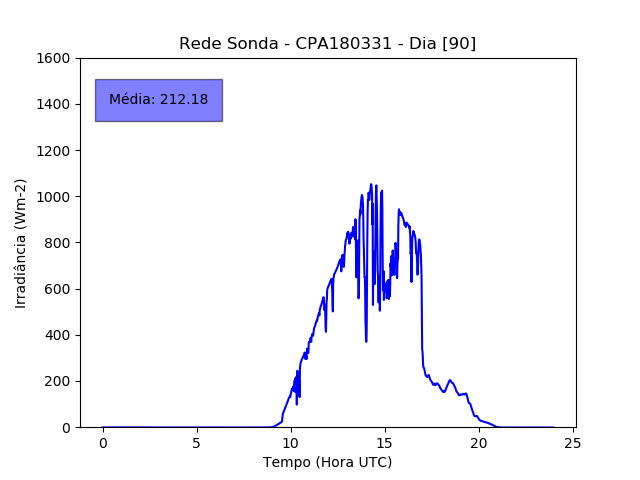 Rede Sonda - CPA180331 - Dia [90]
1600
1400
1200
1000
800
600
400
200
0
Média: 212.18
Irradiância (Wm-2)
0 5 10 15 20 25
Tempo (Hora UTC)